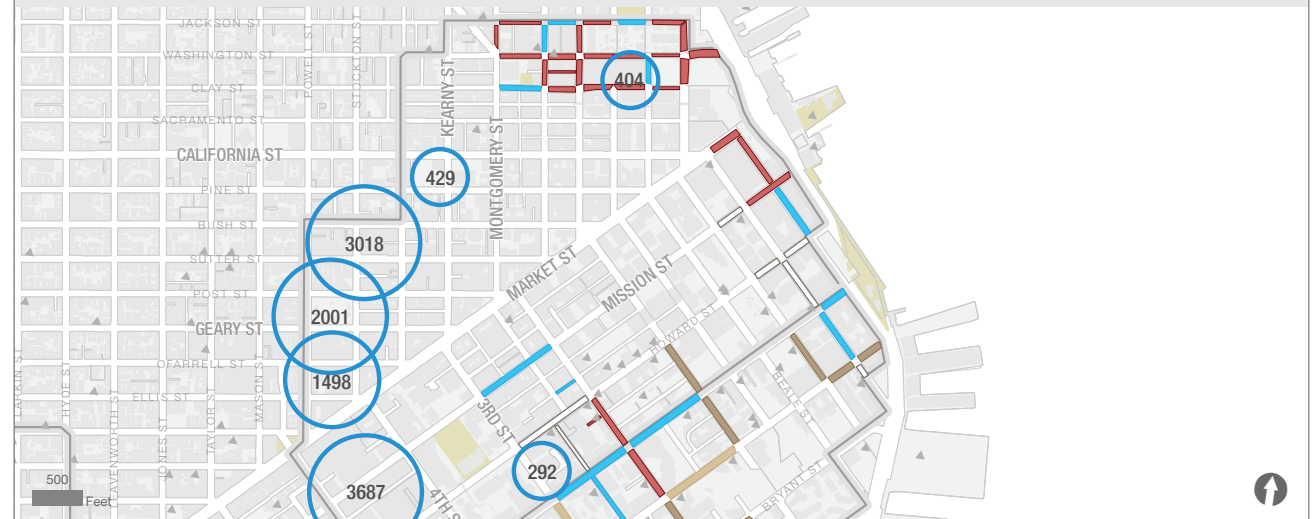 JACKSON ST
WASHINGTON ST
CLAY ST
SACRAMENTO ST
CALIFORNIA ST
PINE ST
BUSH ST
SUTTER ST
POST ST
GEARY ST
OFARRELL ST
ELLIS ST
POWELL ST
STOCKTON ST
KEARNY ST
MONTGOMERY ST
404
429
3018
2001
1498
3687
292
MARKET ST
MISSION ST
HOWARD ST
BEALE ST
BRYANT ST
3RD ST
4TH S
LARKIN ST
HYDE ST
LEAVENWORTH ST
JONES ST
TAYLOR ST
MASON ST
500
Feet